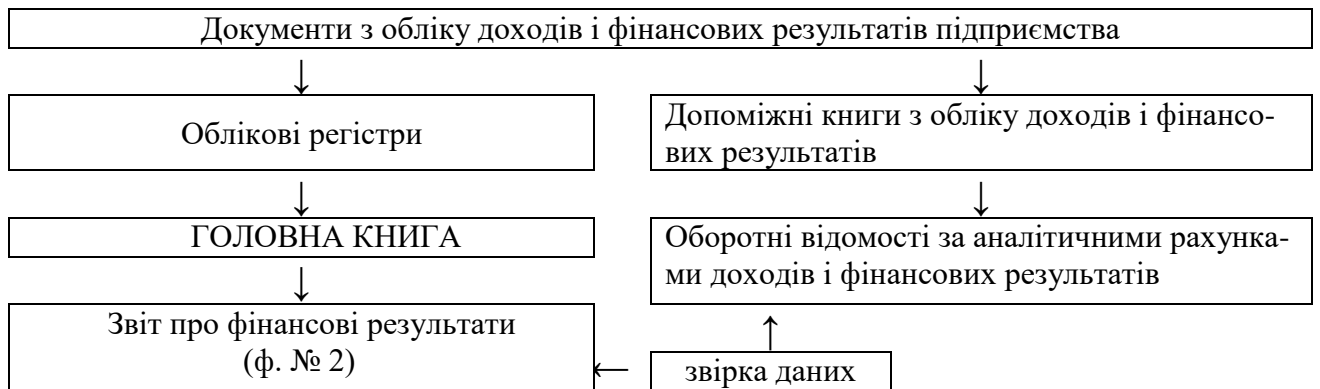 Документи з обліку доходів і фінансових результатів підприємства
Облікові регістри
Допоміжні книги з обліку доходів і фінансо-
вих результатів
ГОЛОВНА КНИГА
Оборотні відомості за аналітичними рахунка-
ми доходів і фінансових результатів
Звіт про фінансові результати
(ф. № 2)
звірка даних